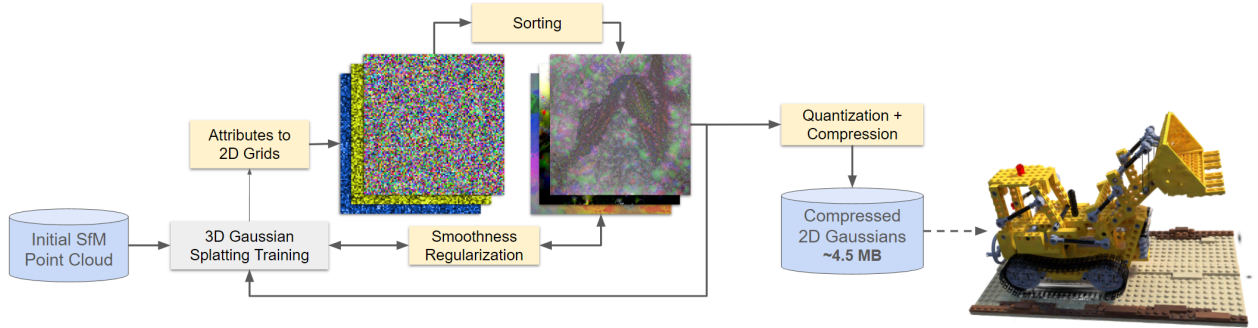 Sorting
Attributes to
2D Grids
Quantization +
Compression
Initial SfM
Point Cloud
3D Gaussian
Splatting Training
Smoothness
Regularization
Compressed
2D Gaussians
~4.5 MB